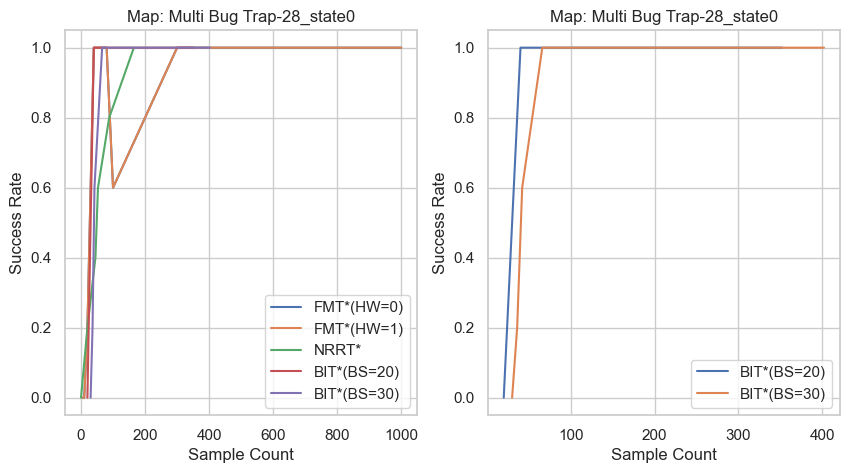 Map: Multi Bug Trap-28_state0
1.0
0.8
0.6
0.4
0.2
0.0
Success Rate
0
200
400
600
800
1000
Sample Count
FMT*(HW=0)
FMT*(HW=1)
NRRT*
BIT*(BS=20)
BIT*(BS=30)
Map: Multi Bug Trap-28_state0
1.0
0.8
0.6
0.4
0.2
0.0
Success Rate
100
200
300
400
Sample Count
BIT*(BS=20)
BIT*(BS=30)